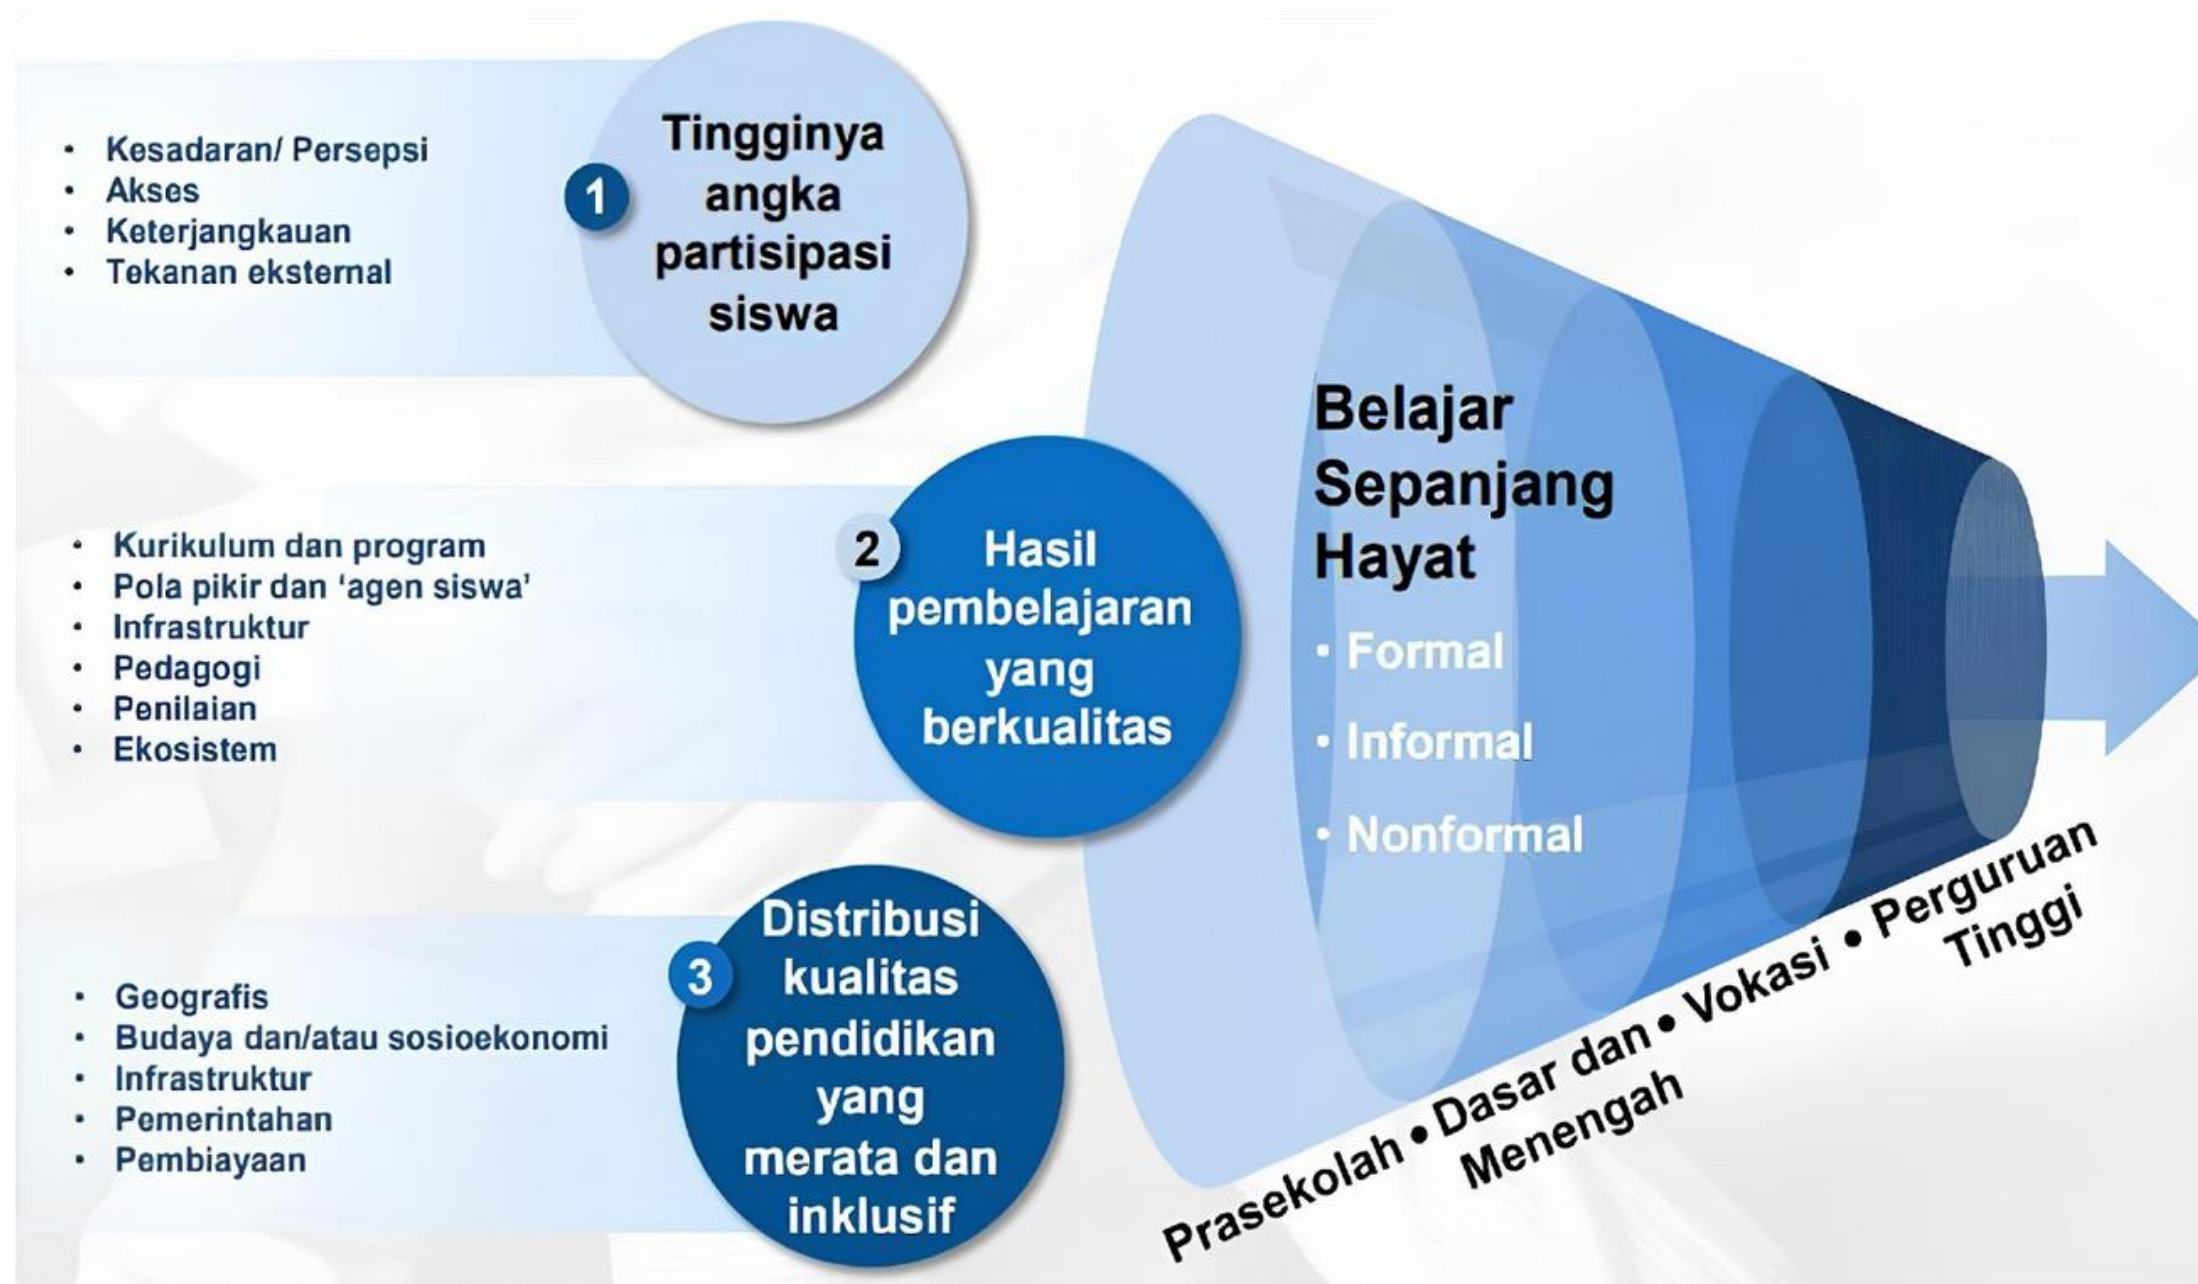 • Kesadaran/ Persepsi
• Akses
• Keterjangkauan
• Tekanan eksternal
1
Tingginya
angka
partisipasi
siswa
• Kurikulum dan program
• Pola pikir dan ‘agen siswa’
• Infrastruktur
• Pedagogi
• Penilaian
• Ekosistem
2
Hasil
pembelajaran
yang
berkualitas
• Geografis
• Budaya dan/atau sosioekonomi
• Infrastruktur
• Pemerintahan
• Pembiayaan
3
Distribusi
kualitas
pendidikan
yang
merata dan
inklusif
Belajar
Sepanjang
Hayat
• Formal
• Informal
• Nonformal
Prasekolah • Dasar dan • Vokasi • Perguruan
Menengah
Tinggi